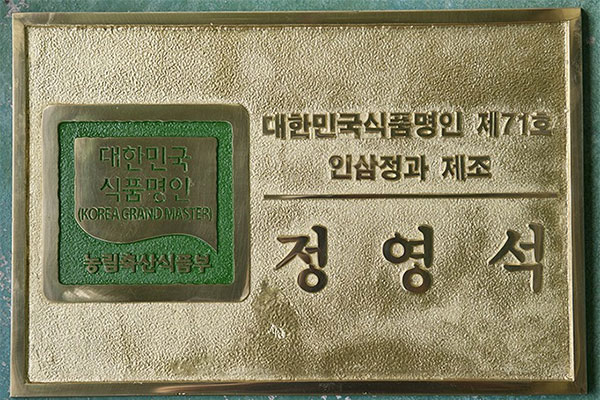 대한민국
식품명인
(KOREA GRAND MASTER)
농림축산식품부
대한민국식품명인 제71호
인삼정과 제조
정영석